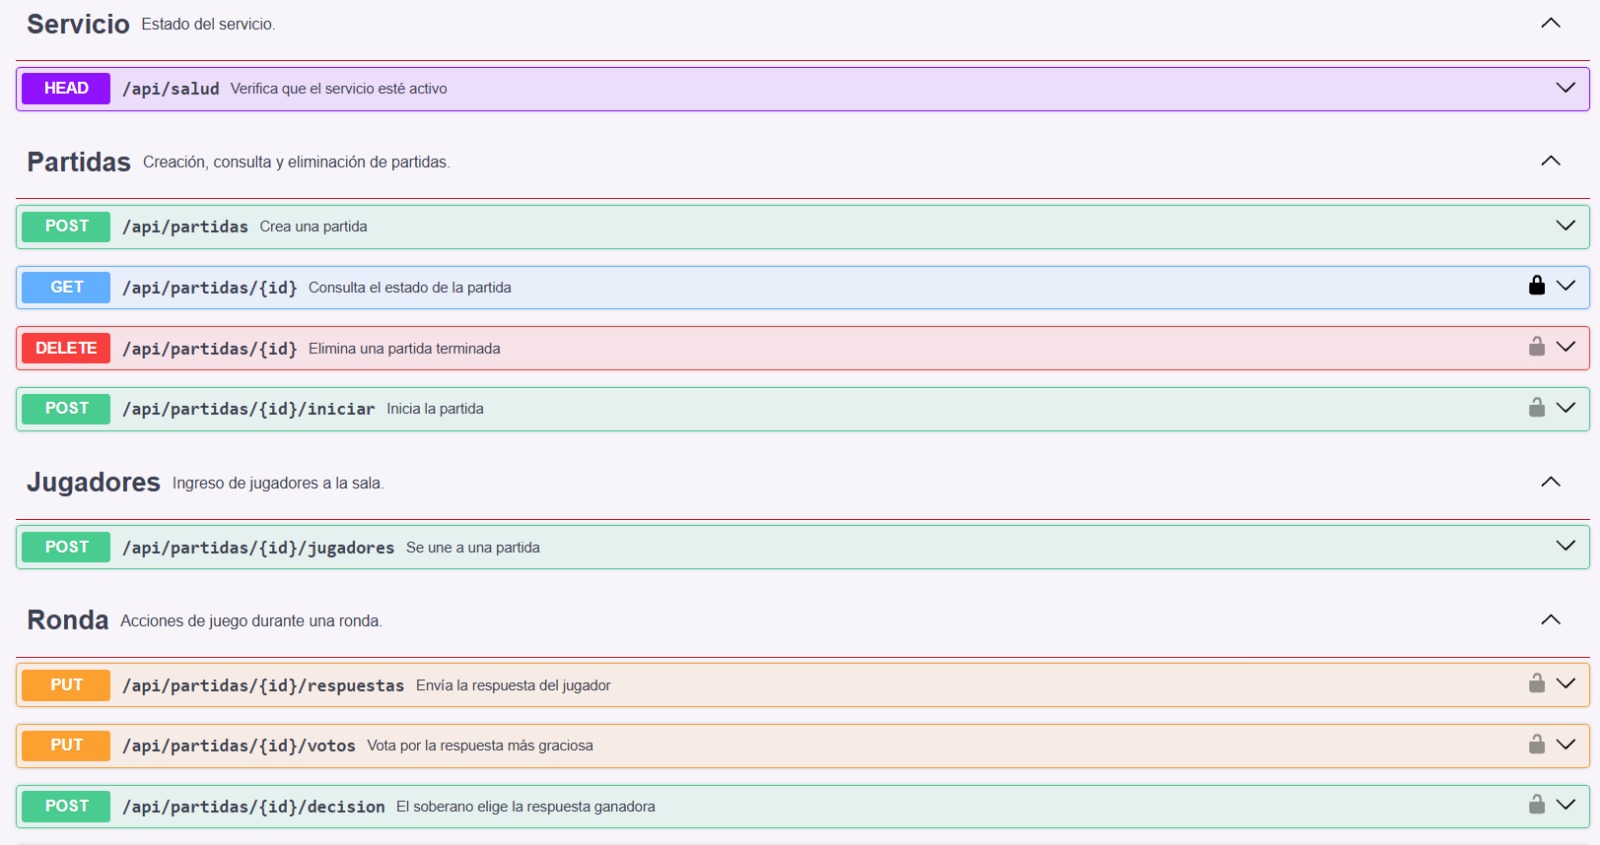 Servicio Estado del servicio.
HEAD /api/salud Verifica que el servicio esté activo
Partidas Creación, consulta y eliminación de partidas.
POST /api/partidas Crea una partida
GET /api/partidas/{id} Consulta el estado de la partida
DELETE /api/partidas/{id} Elimina una partida terminada
POST /api/partidas/{id}/iniciar Inicia la partida
Jugadores Ingreso de jugadores a la sala.
POST /api/partidas/{id}/jugadores Se une a una partida
Ronda Acciones de juego durante una ronda.
PUT /api/partidas/{id}/respuestas Envía la respuesta del jugador
PUT /api/partidas/{id}/votos Vota por la respuesta más graciosa
POST /api/partidas/{id}/decision El soberano elige la respuesta ganadora